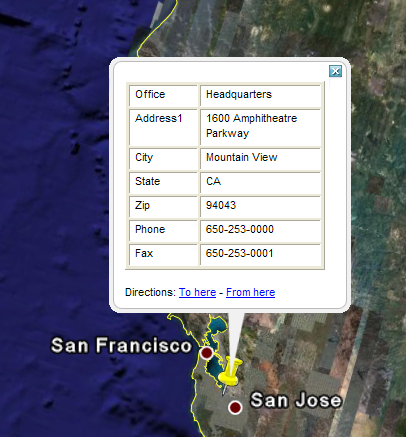 Office Headquarters
Address1 1600 Amphitheatre
Parkway
City Mountain View
State CA
Zip 94043
Phone 650-253-0000
Fax 650-253-0001
Directions: To here - From here
San Francisco
San Jose